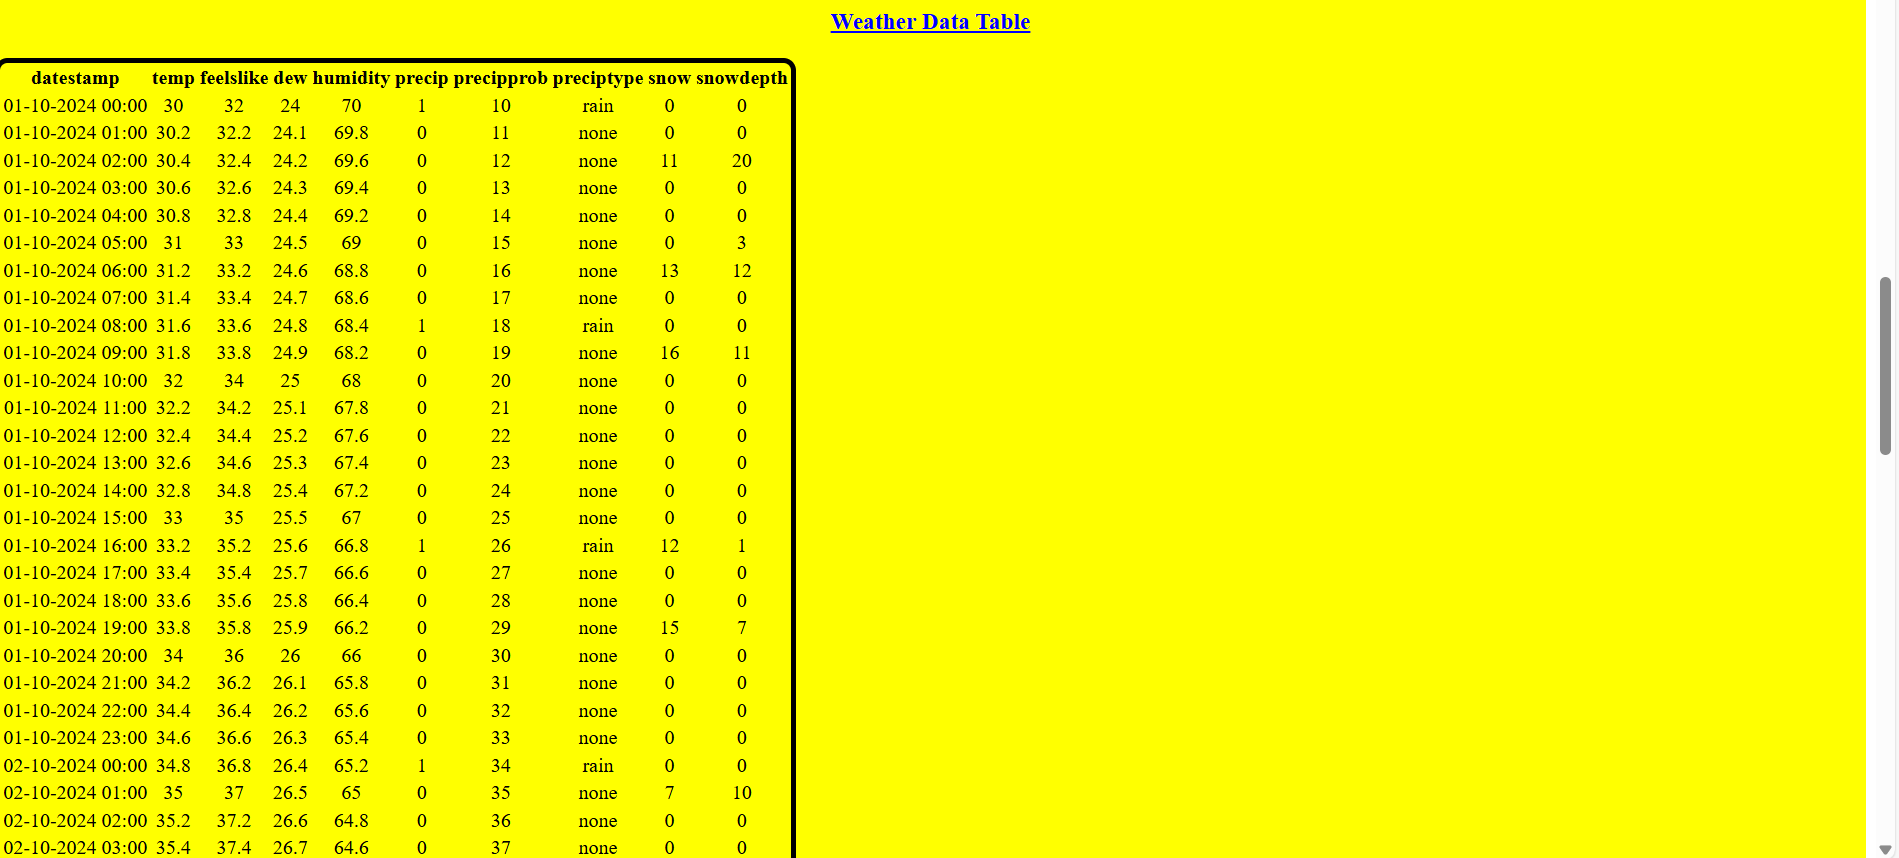 Weather Data Table
datestamp temp feelslike dew humidity precip precipprob preciptype snow snowdepth
01-10-2024 00:00 30 32 24 70 1 10 rain 0 0
01-10-2024 01:00 30.2 32.2 24.1 69.8 0 11 none 0 0
01-10-2024 02:00 30.4 32.4 24.2 69.6 0 12 none 11 20
01-10-2024 03:00 30.6 32.6 24.3 69.4 0 13 none 0 0
01-10-2024 04:00 30.8 32.8 24.4 69.2 0 14 none 0 0
01-10-2024 05:00 31 33 24.5 69 0 15 none 0 3
01-10-2024 06:00 31.2 33.2 24.6 68.8 0 16 none 13 12
01-10-2024 07:00 31.4 33.4 24.7 68.6 0 17 none 0 0
01-10-2024 08:00 31.6 33.6 24.8 68.4 1 18 rain 0 0
01-10-2024 09:00 31.8 33.8 24.9 68.2 0 19 none 16 11
01-10-2024 10:00 32 34 25 68 0 20 none 0 0
01-10-2024 11:00 32.2 34.2 25.1 67.8 0 21 none 0 0
01-10-2024 12:00 32.4 34.4 25.2 67.6 0 22 none 0 0
01-10-2024 13:00 32.6 34.6 25.3 67.4 0 23 none 0 0
01-10-2024 14:00 32.8 34.8 25.4 67.2 0 24 none 0 0
01-10-2024 15:00 33 35 25.5 67 0 25 none 0 0
01-10-2024 16:00 33.2 35.2 25.6 66.8 1 26 rain 12 1
01-10-2024 17:00 33.4 35.4 25.7 66.6 0 27 none 0 0
01-10-2024 18:00 33.6 35.6 25.8 66.4 0 28 none 0 0
01-10-2024 19:00 33.8 35.8 25.9 66.2 0 29 none 15 7
01-10-2024 20:00 34 36 26 66 0 30 none 0 0
01-10-2024 21:00 34.2 36.2 26.1 65.8 0 31 none 0 0
01-10-2024 22:00 34.4 36.4 26.2 65.6 0 32 none 0 0
01-10-2024 23:00 34.6 36.6 26.3 65.4 0 33 none 0 0
02-10-2024 00:00 34.8 36.8 26.4 65.2 1 34 rain 0 0
02-10-2024 01:00 35 37 26.5 65 0 35 none 7 10
02-10-2024 02:00 35.2 37.2 26.6 64.8 0 36 none 0 0
02-10-2024 03:00 35.4 37.4 26.7 64.6 0 37 none 0 0